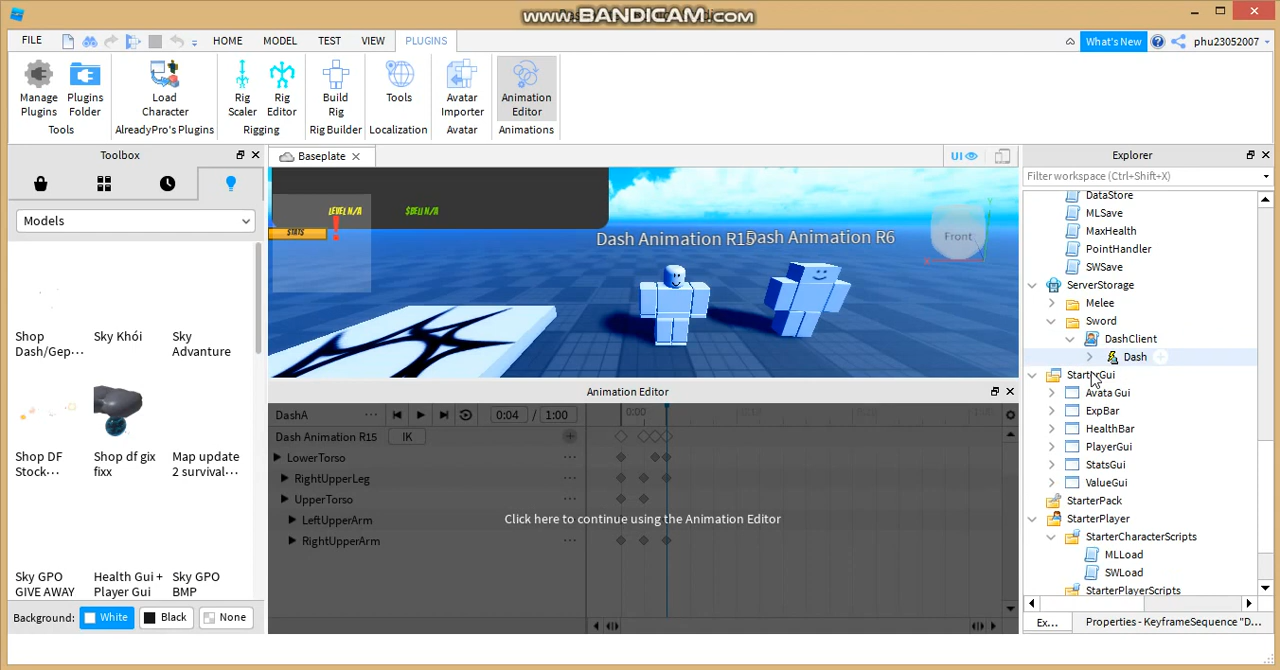 www.BANDICAM.com
FILE
HOME
MODEL
TEST
VIEW
PLUGINS
What's New
phu23052007
Manage Plugins
Plugins Folder
Load Character
Rig Scaler
Rig Editor
Build Rig
Tools
Avatar Importer
Animation Editor
Tools
AlreadyPro's Plugins
Rigging
Rig Builder
Localization
Avatar
Animations
Toolbox
Models
Shop Dash/Gep...
Sky Khói
Sky Advanture
Shop DF Stock...
Shop df gix fixx
Map update 2 survival...
Sky GPO GIVE AWAY
Health Gui + Player Gui
Sky GPO BMP
Background:
White
Black
None
Baseplate
UI
LEVEL N/A
$BELI N/A
STATS
Dash Animation R15
Dash Animation R6
Front
Animation Editor
DashA
0:04 / 1:00
0:00
Dash Animation R15
IK
LowerTorso
RightUpperLeg
UpperTorso
LeftUpperArm
RightUpperArm
Click here to continue using the Animation Editor
Explorer
Filter workspace (Ctrl+Shift+X)
DataStore
MLSave
MaxHealth
PointHandler
SWSave
ServerStorage
Melee
Sword
DashClient
Dash
StarterGui
Avata Gui
ExpBar
HealthBar
PlayerGui
StatsGui
ValueGui
StarterPack
StarterPlayer
StarterCharacterScripts
MLLoad
SWLoad
StarterPlayerScripts
Ex...
Properties - KeyframeSequence "D...